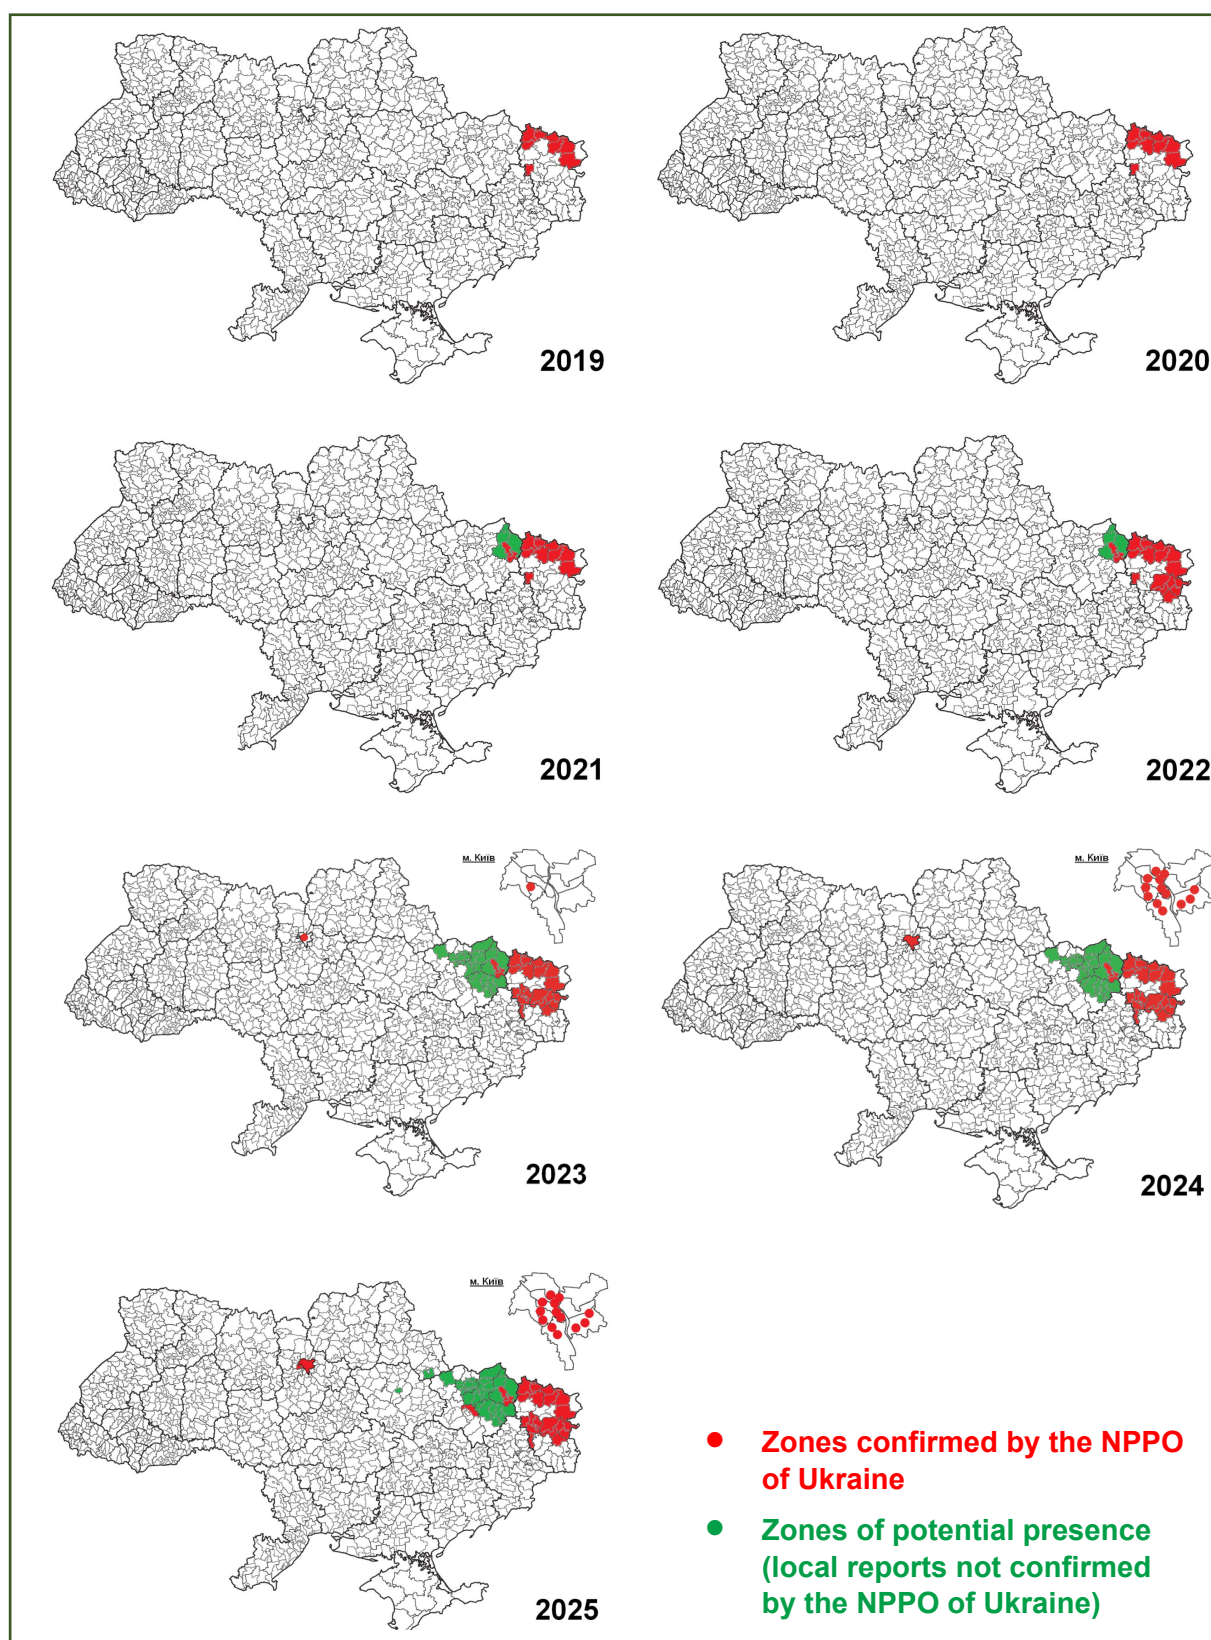 2019
2020
2021
2022
м. Київ
2023
м. Київ
2024
м. Київ
2025
● Zones confirmed by the NPPO
of Ukraine
● Zones of potential presence
(local reports not confirmed
by the NPPO of Ukraine)